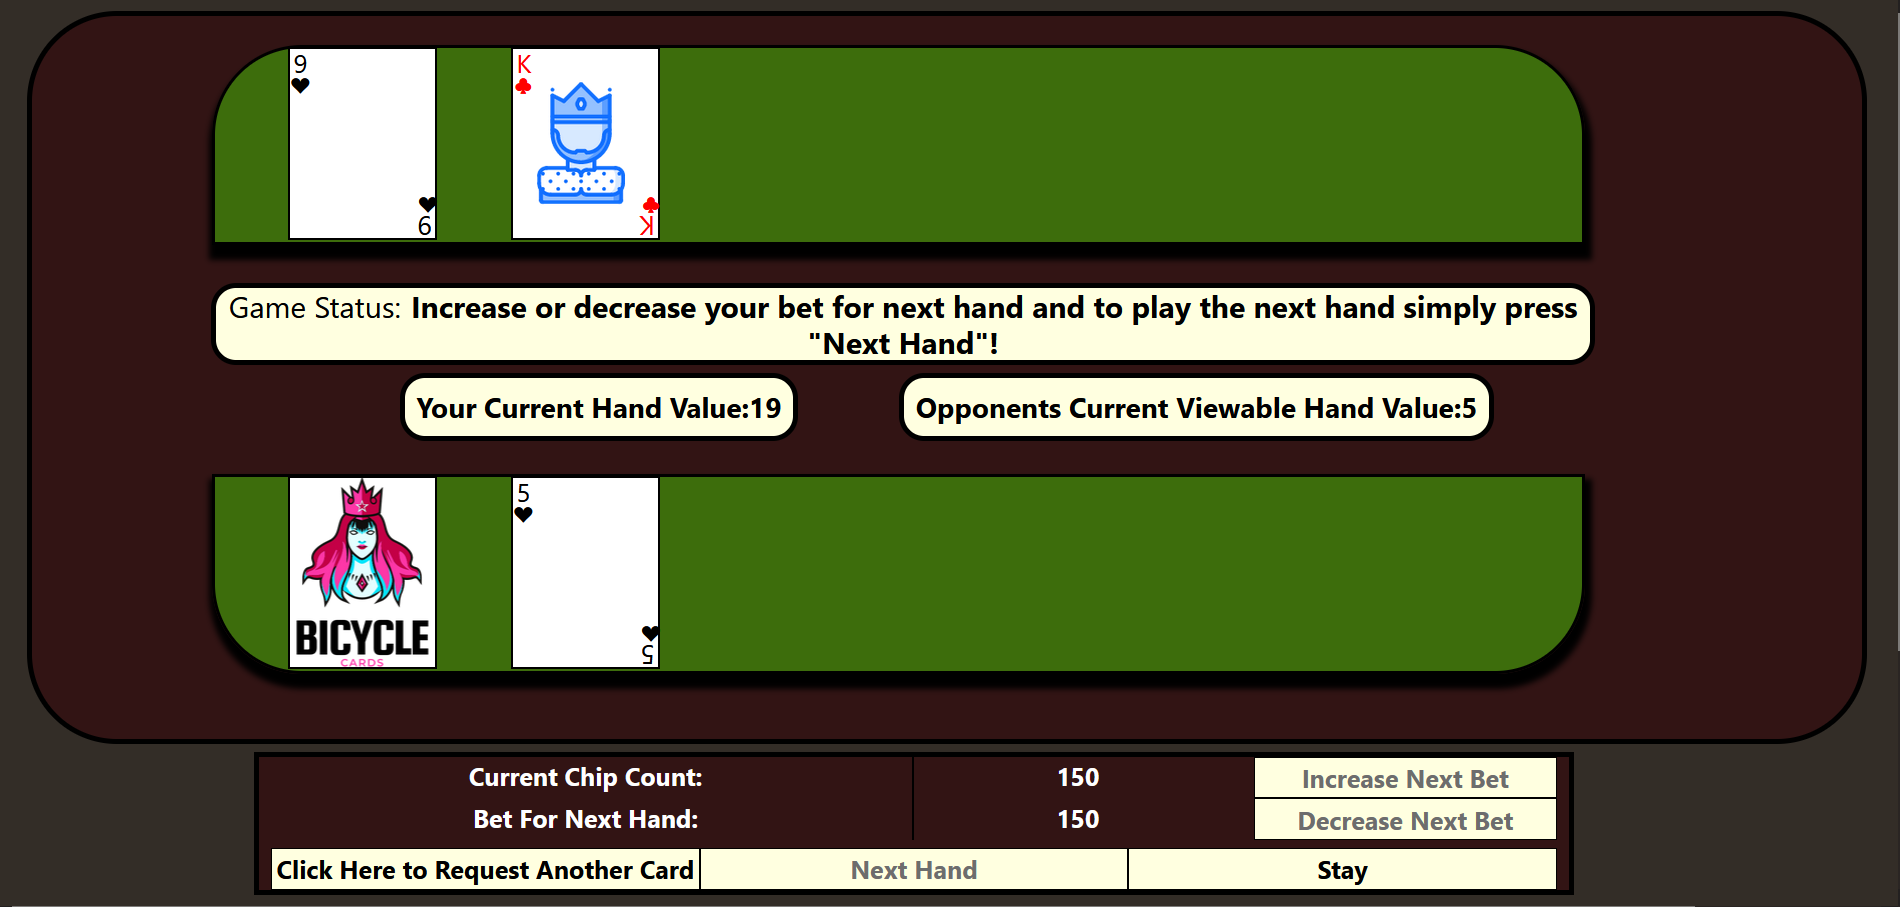 9
♥
♥
9
K
♣
♣
K
Game Status: Increase or decrease your bet for next hand and to play the next hand simply press
"Next Hand"!
Your Current Hand Value:19
Opponents Current Viewable Hand Value:5
BICYCLE
CARDS
5
♥
♥
5
Current Chip Count: 150 Increase Next Bet
Bet For Next Hand: 150 Decrease Next Bet
Click Here to Request Another Card Next Hand Stay